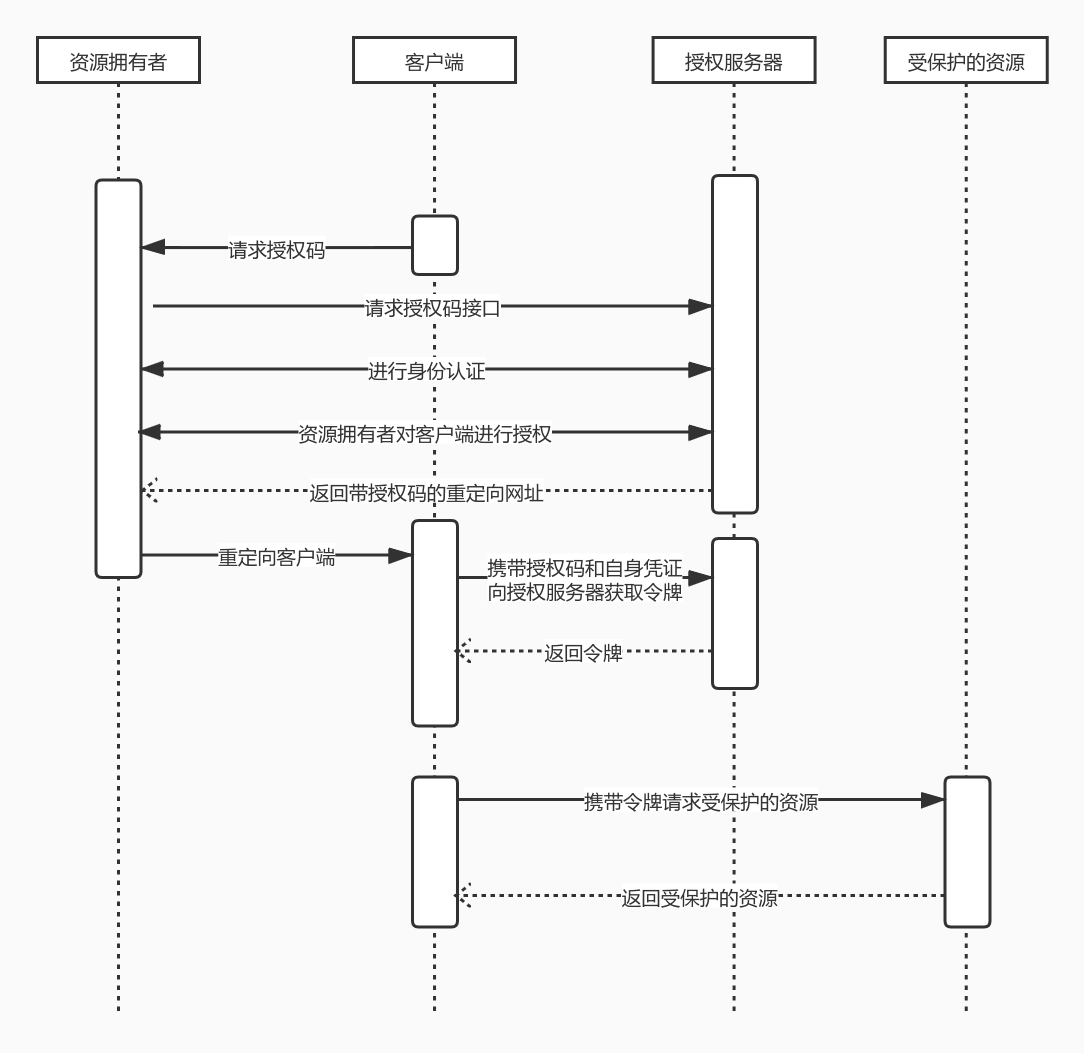 资源拥有者
客户端
授权服务器
受保护的资源
请求授权码
请求授权码接口
进行身份认证
资源拥有者对客户端进行授权
返回带授权码的重定向网址
重定向客户端
携带授权码和自身凭证
向授权服务器获取令牌
返回令牌
携带令牌请求受保护的资源
返回受保护的资源